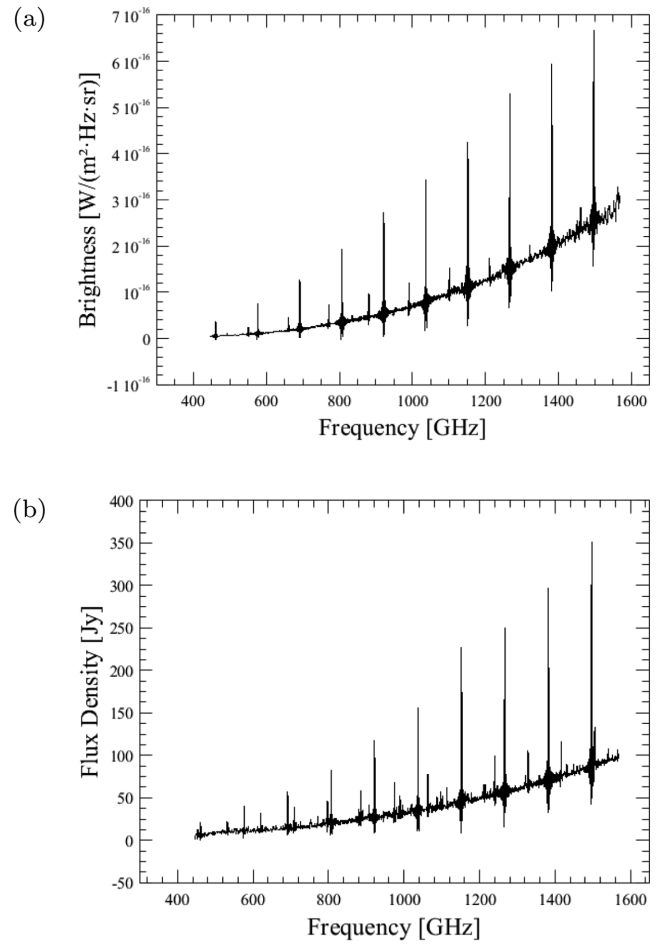 (a)
Brightness [W/(m²·Hz·sr)]
7 10⁻¹⁶
6 10⁻¹⁶
5 10⁻¹⁶
4 10⁻¹⁶
3 10⁻¹⁶
2 10⁻¹⁶
1 10⁻¹⁶
0
-1 10⁻¹⁶
400 600 800 1000 1200 1400 1600
Frequency [GHz]
(b)
Flux Density [Jy]
400
350
300
250
200
150
100
50
0
-50
400 600 800 1000 1200 1400 1600
Frequency [GHz]